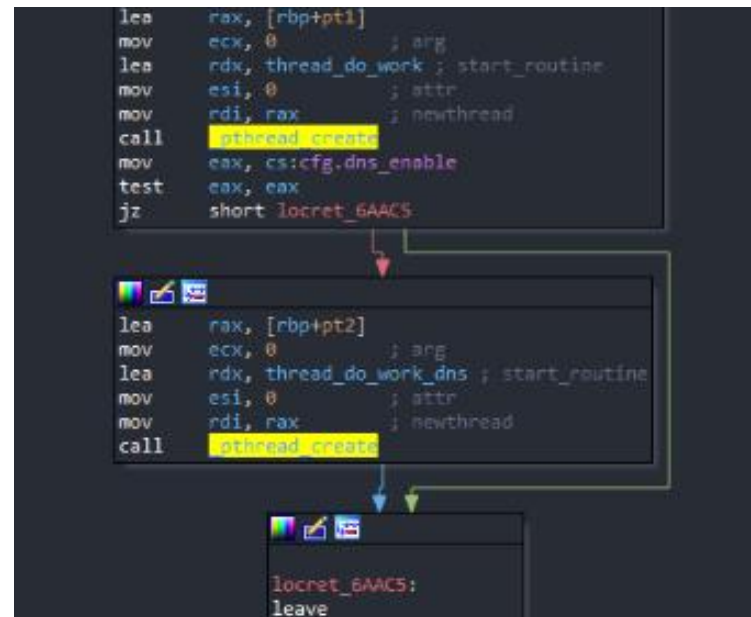 lea rax, [rbp+pt1]
mov ecx, 0 ; arg
lea rdx, thread_do_work ; start_routine
mov esi, 0 ; attr
mov rdi, rax ; newthread
call _pthread_create
mov eax, cs:cfg.dns_enable
test eax, eax
jz short locret_6AAC5
lea rax, [rbp+pt2]
mov ecx, 0 ; arg
lea rdx, thread_do_work_dns ; start_routine
mov esi, 0 ; attr
mov rdi, rax ; newthread
call _pthread_create
locret_6AAC5:
leave